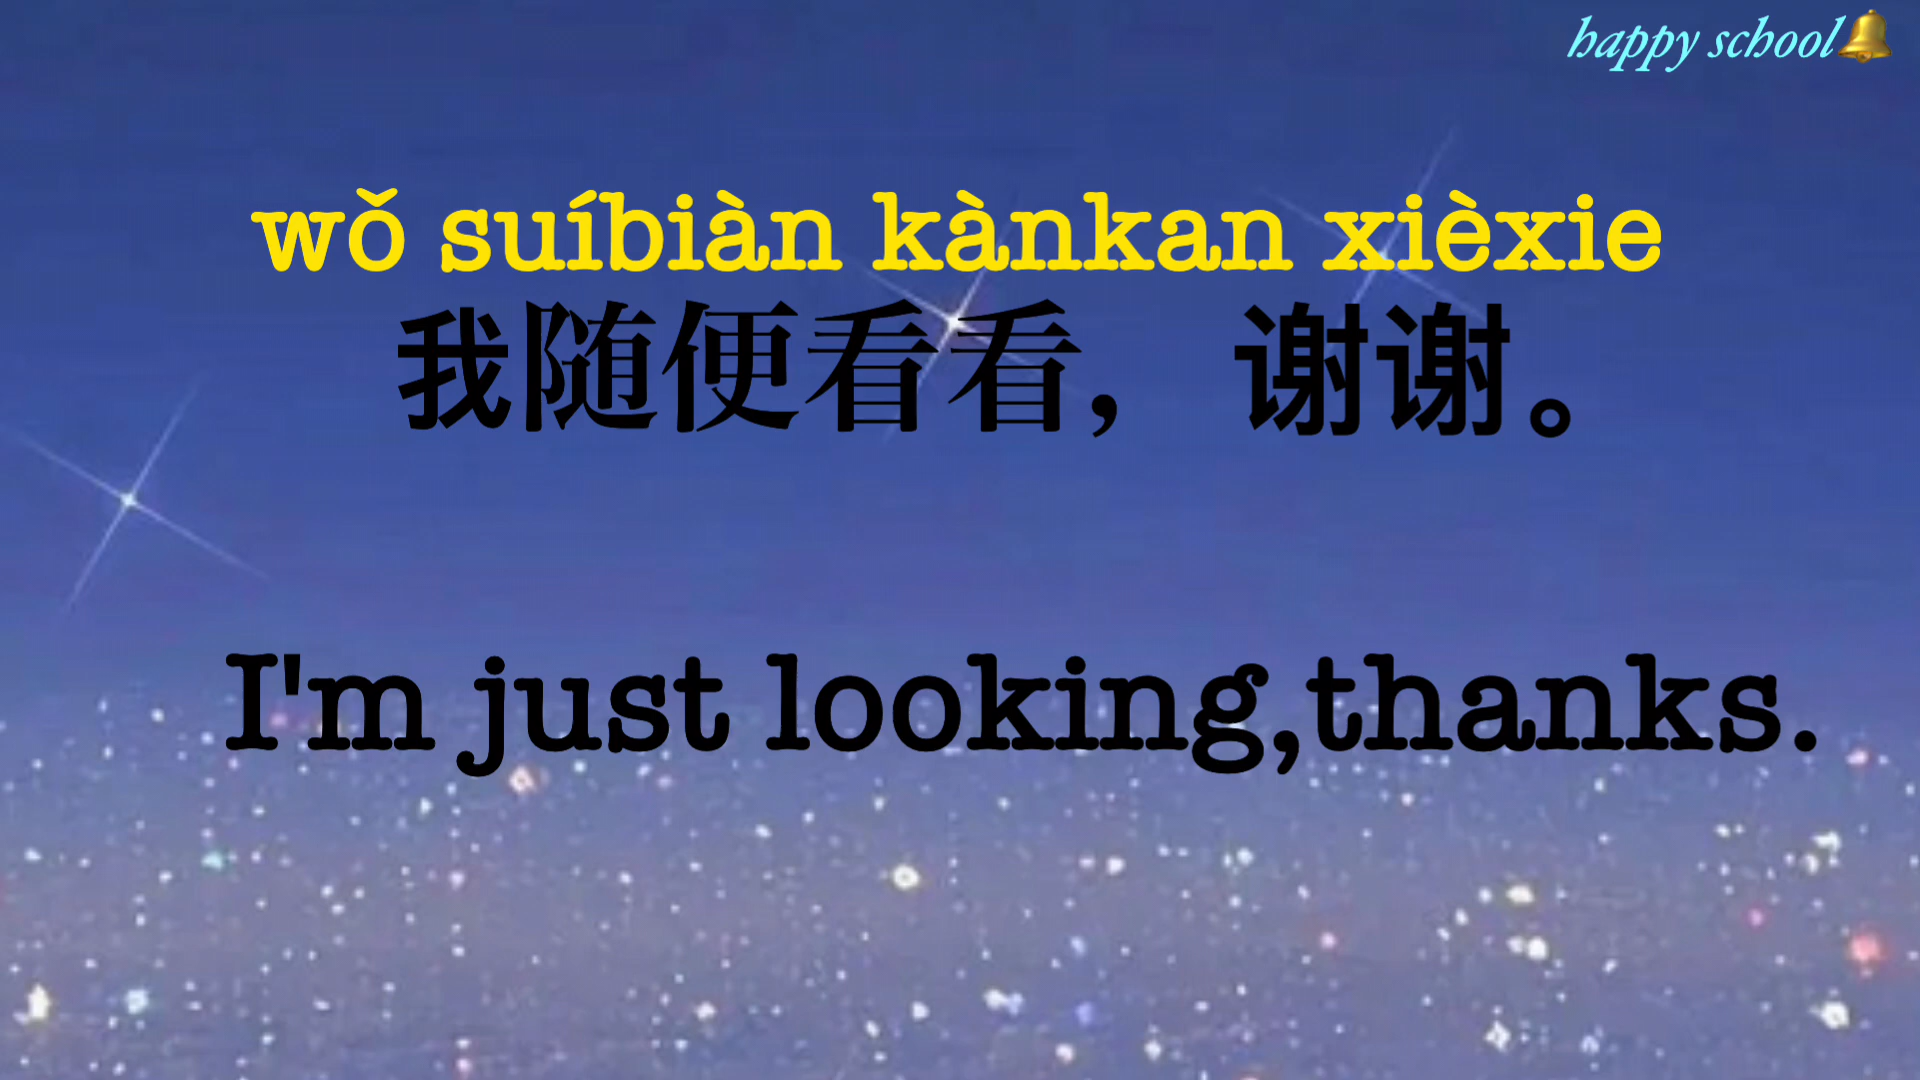 happy school🔔
wǒ suíbiàn kànkan xièxie
我随便看看，谢谢。
I'm just looking,thanks.